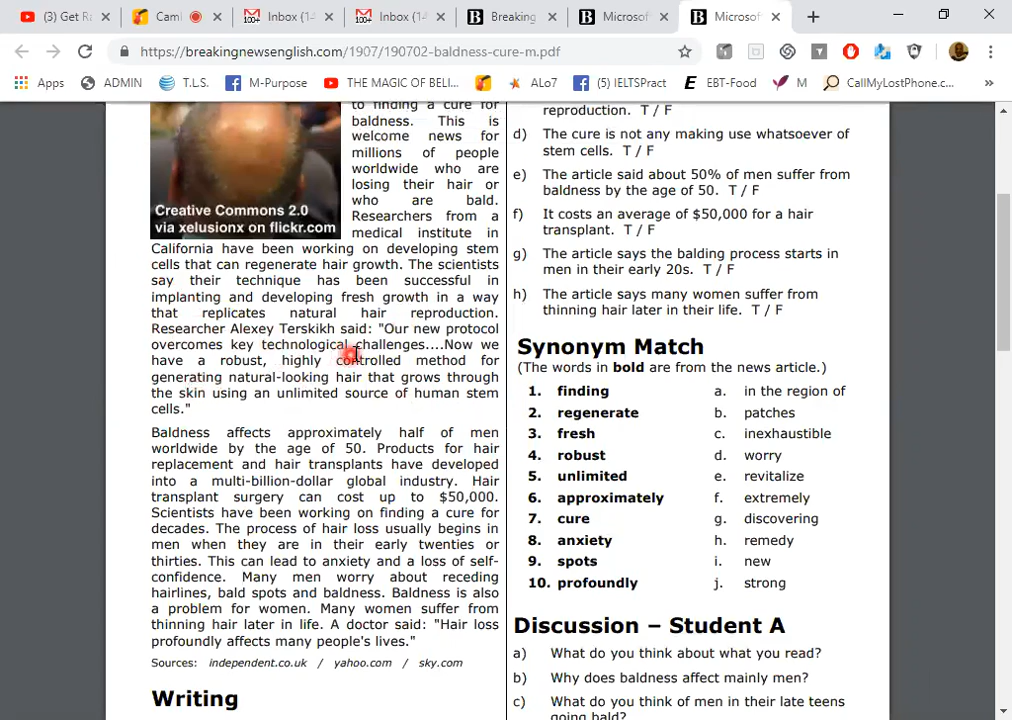 (3) Get R
Caml
Inbox (14
Inbox (14
Breaking
Microsof
Microsof
https://breakingnewsenglish.com/1907/190702-baldness-cure-m.pdf
Apps
ADMIN
T.L.S.
M-Purpose
THE MAGIC OF BELI...
ALo7
(5) IELTSPract
EBT-Food
M
CallMyLostPhone.c...
to finding a cure for
baldness. This is
welcome news for
millions of people
worldwide who are
losing their hair or
who are bald.
Researchers from a
medical institute in
Creative Commons 2.0
via xelusionx on flickr.com
California have been working on developing stem
cells that can regenerate hair growth. The scientists
say their technique has been successful in
implanting and developing fresh growth in a way
that replicates natural hair reproduction.
Researcher Alexey Terskikh said: "Our new protocol
overcomes key technological challenges....Now we
have a robust, highly controlled method for
generating natural-looking hair that grows through
the skin using an unlimited source of human stem
cells."
Baldness affects approximately half of men
worldwide by the age of 50. Products for hair
replacement and hair transplants have developed
into a multi-billion-dollar global industry. Hair
transplant surgery can cost up to $50,000.
Scientists have been working on finding a cure for
decades. The process of hair loss usually begins in
men when they are in their early twenties or
thirties. This can lead to anxiety and a loss of self-
confidence. Many men worry about receding
hairlines, bald spots and baldness. Baldness is also
a problem for women. Many women suffer from
thinning hair later in life. A doctor said: "Hair loss
profoundly affects many people's lives."
Sources: independent.co.uk / yahoo.com / sky.com
Writing
reproduction. T / F
d) The cure is not any making use whatsoever of
stem cells. T / F
e) The article said about 50% of men suffer from
baldness by the age of 50. T / F
f) It costs an average of $50,000 for a hair
transplant. T / F
g) The article says the balding process starts in
men in their early 20s. T / F
h) The article says many women suffer from
thinning hair later in their life. T / F
Synonym Match
(The words in bold are from the news article.)
1. finding a. in the region of
2. regenerate b. patches
3. fresh c. inexhaustible
4. robust d. worry
5. unlimited e. revitalize
6. approximately f. extremely
7. cure g. discovering
8. anxiety h. remedy
9. spots i. new
10. profoundly j. strong
Discussion – Student A
a) What do you think about what you read?
b) Why does baldness affect mainly men?
c) What do you think of men in their late teens
going bald?